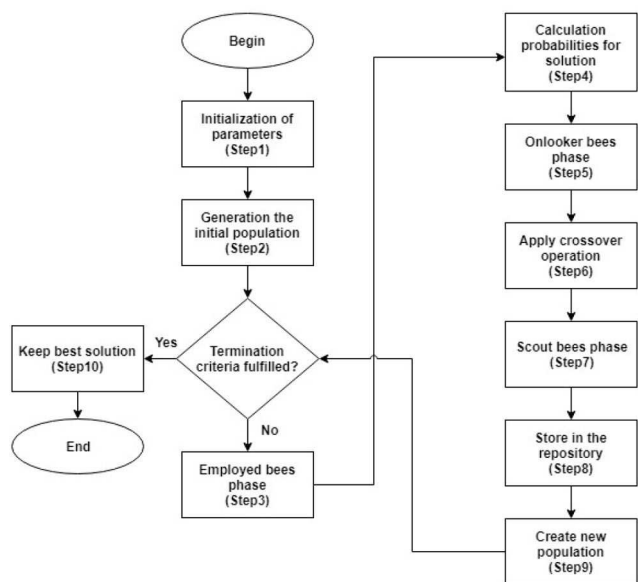 Begin
Initialization of
parameters
(Step1)
Generation the
initial population
(Step2)
Termination
criteria fulfilled?
Yes
Keep best solution
(Step10)
End
No
Employed bees
phase
(Step3)
Calculation
probabilities for
solution
(Step4)
Onlooker bees
phase
(Step5)
Apply crossover
operation
(Step6)
Scout bees phase
(Step7)
Store in the
repository
(Step8)
Create new
population
(Step9)